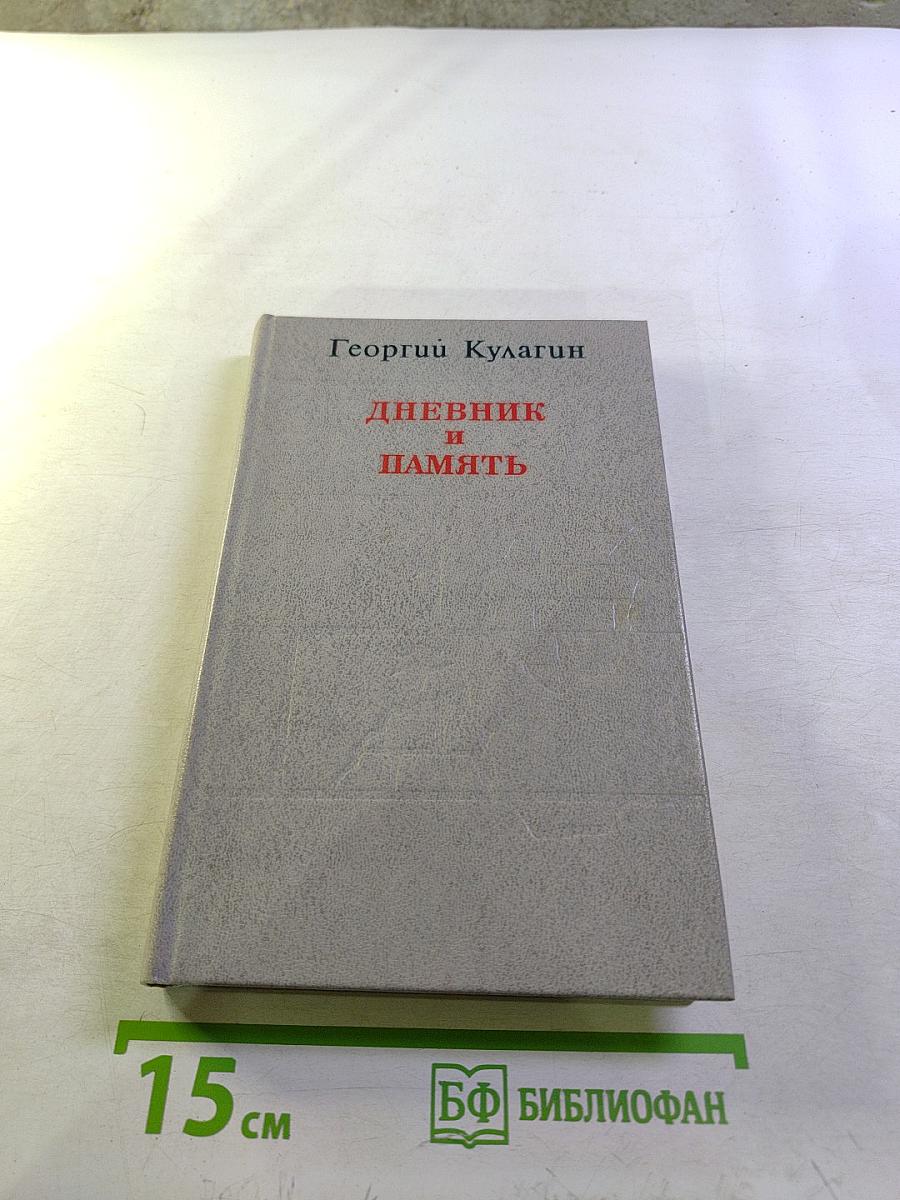 Георгий Кулагин
ДНЕВНИК
и
ПАМЯТЬ
15 см
БФ БИБЛИОФАН